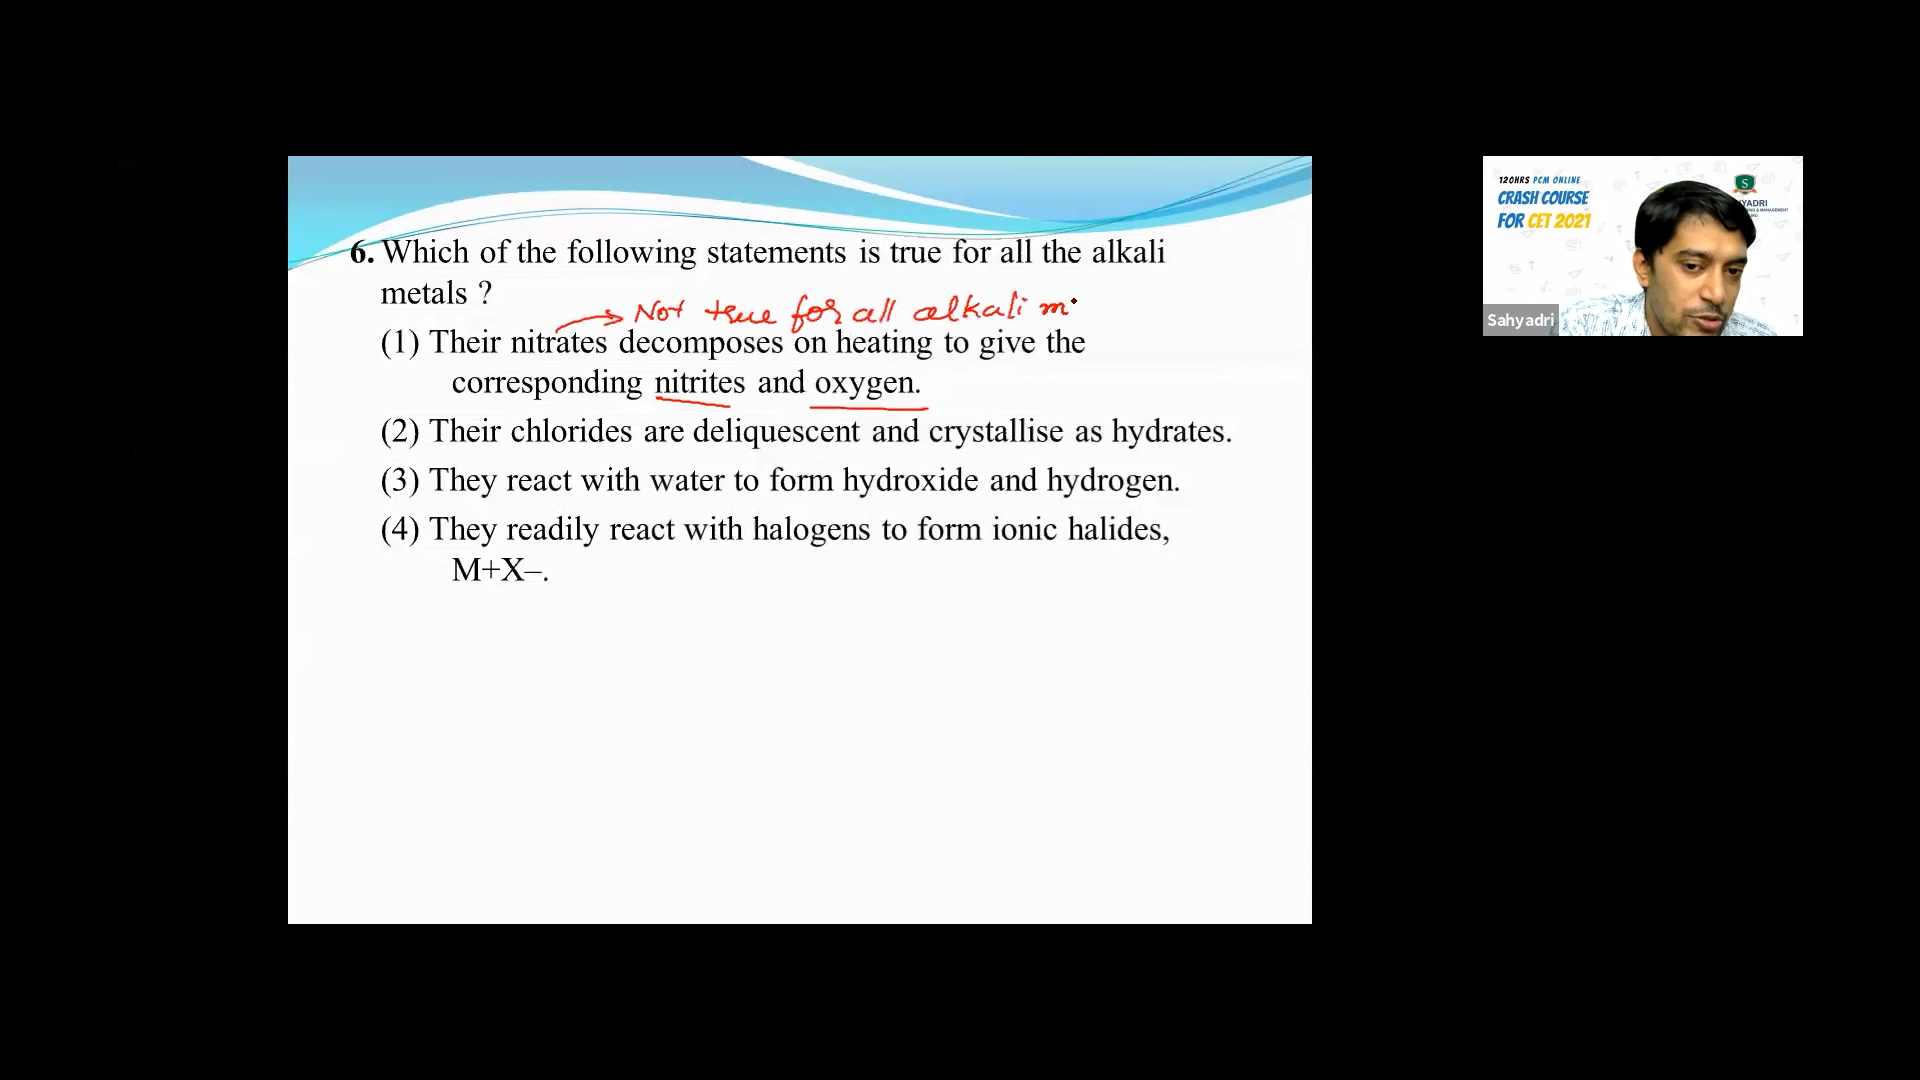 6. Which of the following statements is true for all the alkali
metals ?
Not true for all alkali m
(1) Their nitrates decomposes on heating to give the
corresponding nitrites and oxygen.
(2) Their chlorides are deliquescent and crystallise as hydrates.
(3) They react with water to form hydroxide and hydrogen.
(4) They readily react with halogens to form ionic halides,
M+X–.
120HRS PCM ONLINE
CRASH COURSE
FOR CET 2021
S
YADRI
Sahyadri